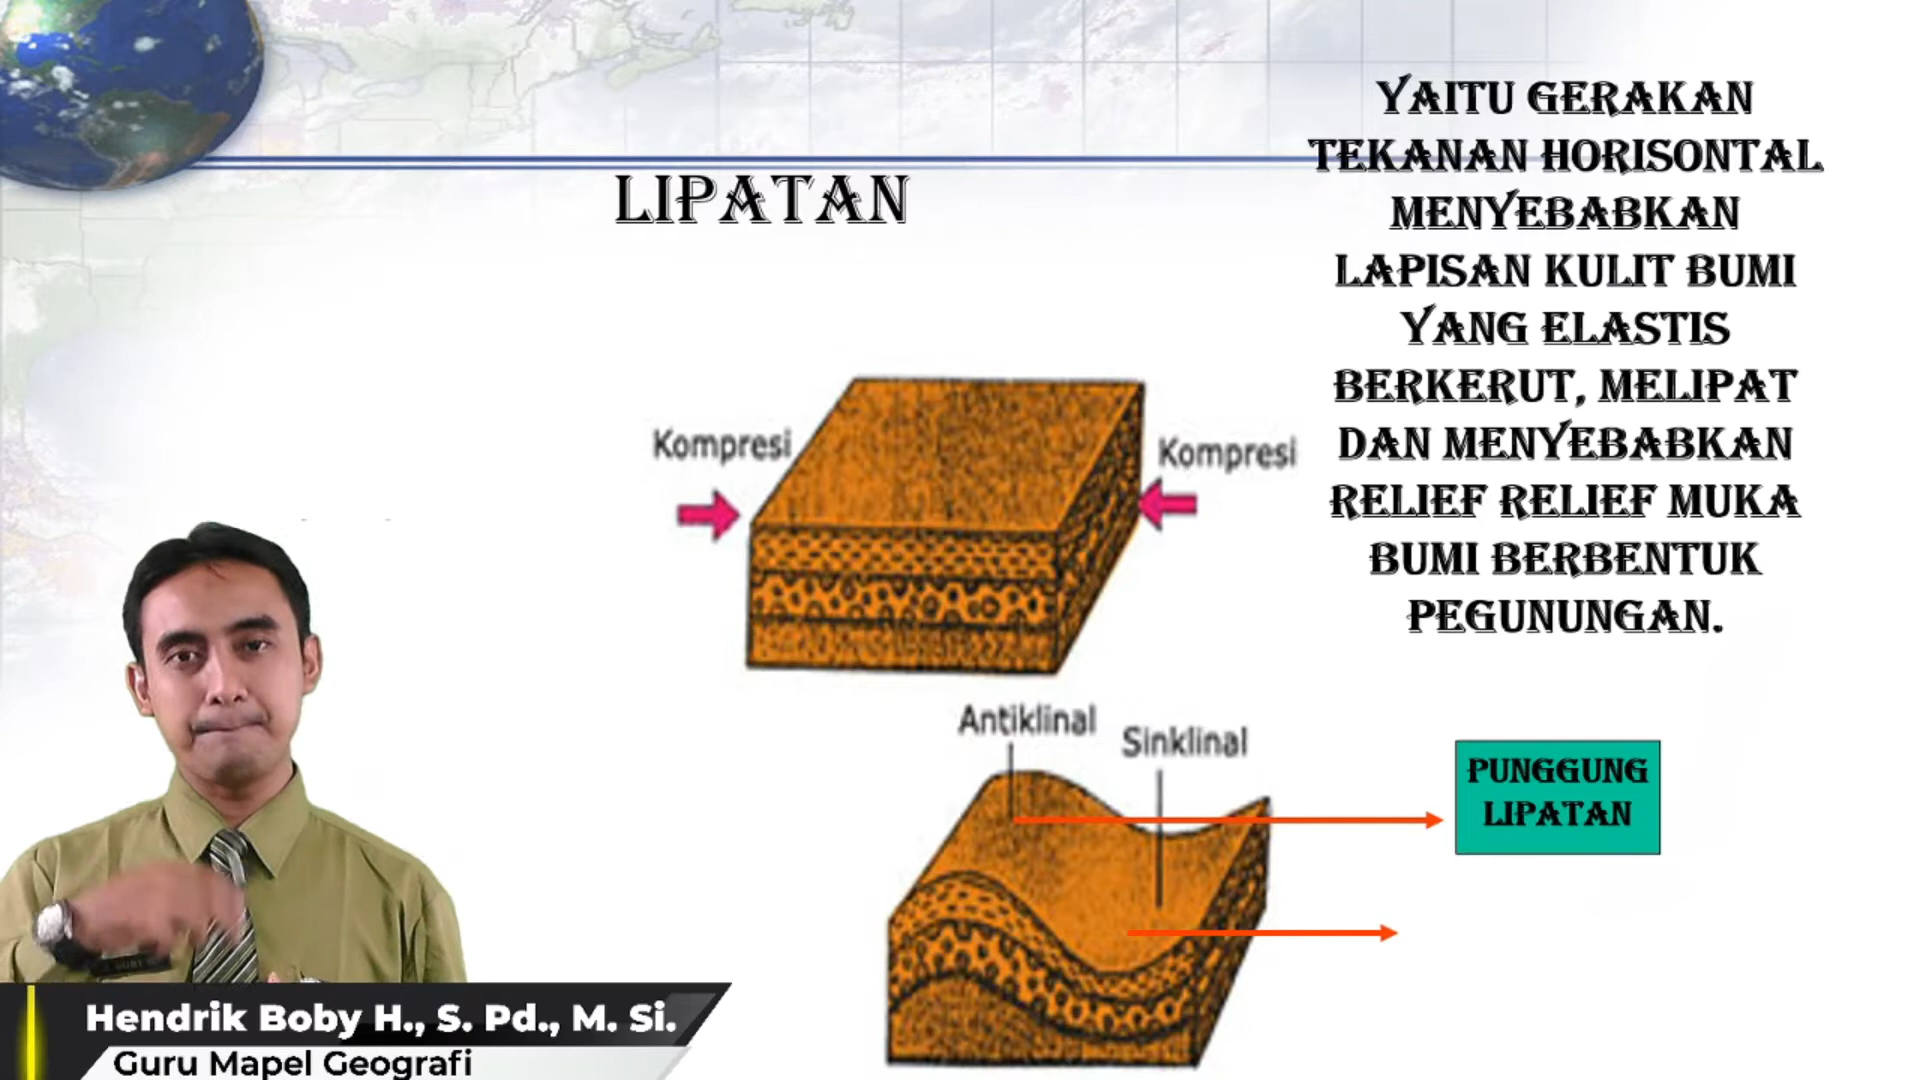 LIPATAN
YAITU GERAKAN
TEKANAN HORISONTAL
MENYEBABKAN
LAPISAN KULIT BUMI
YANG ELASTIS
BERKERUT, MELIPAT
DAN MENYEBABKAN
RELIEF RELIEF MUKA
BUMI BERBENTUK
PEGUNUNGAN.
Kompresi
Kompresi
Antiklinal
Sinklinal
PUNGGUNG
LIPATAN
Hendrik Boby H., S. Pd., M. Si.
Guru Mapel Geografi